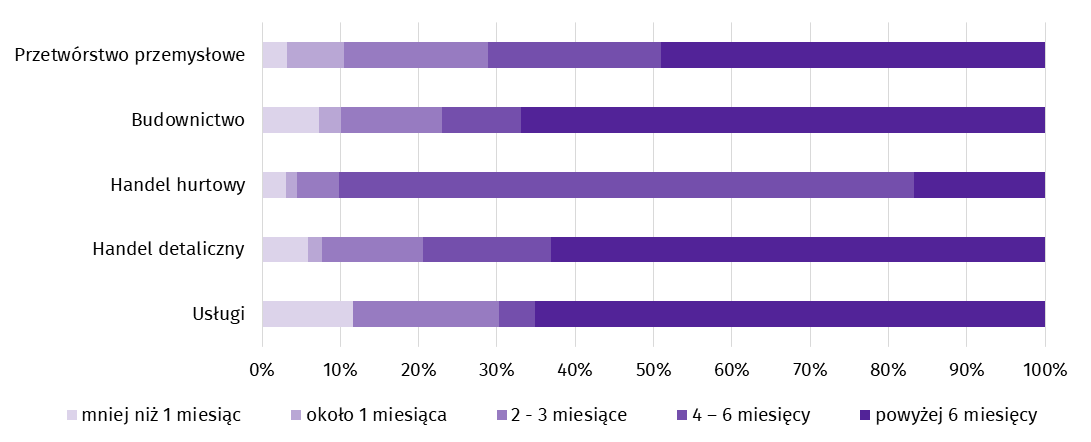 Przetwórstwo przemysłowe
Budownictwo
Handel hurtowy
Handel detaliczny
Usługi
0% 10% 20% 30% 40% 50% 60% 70% 80% 90% 100%
mniej niż 1 miesiąc około 1 miesiąca 2 - 3 miesiące 4 – 6 miesięcy powyżej 6 miesięcy